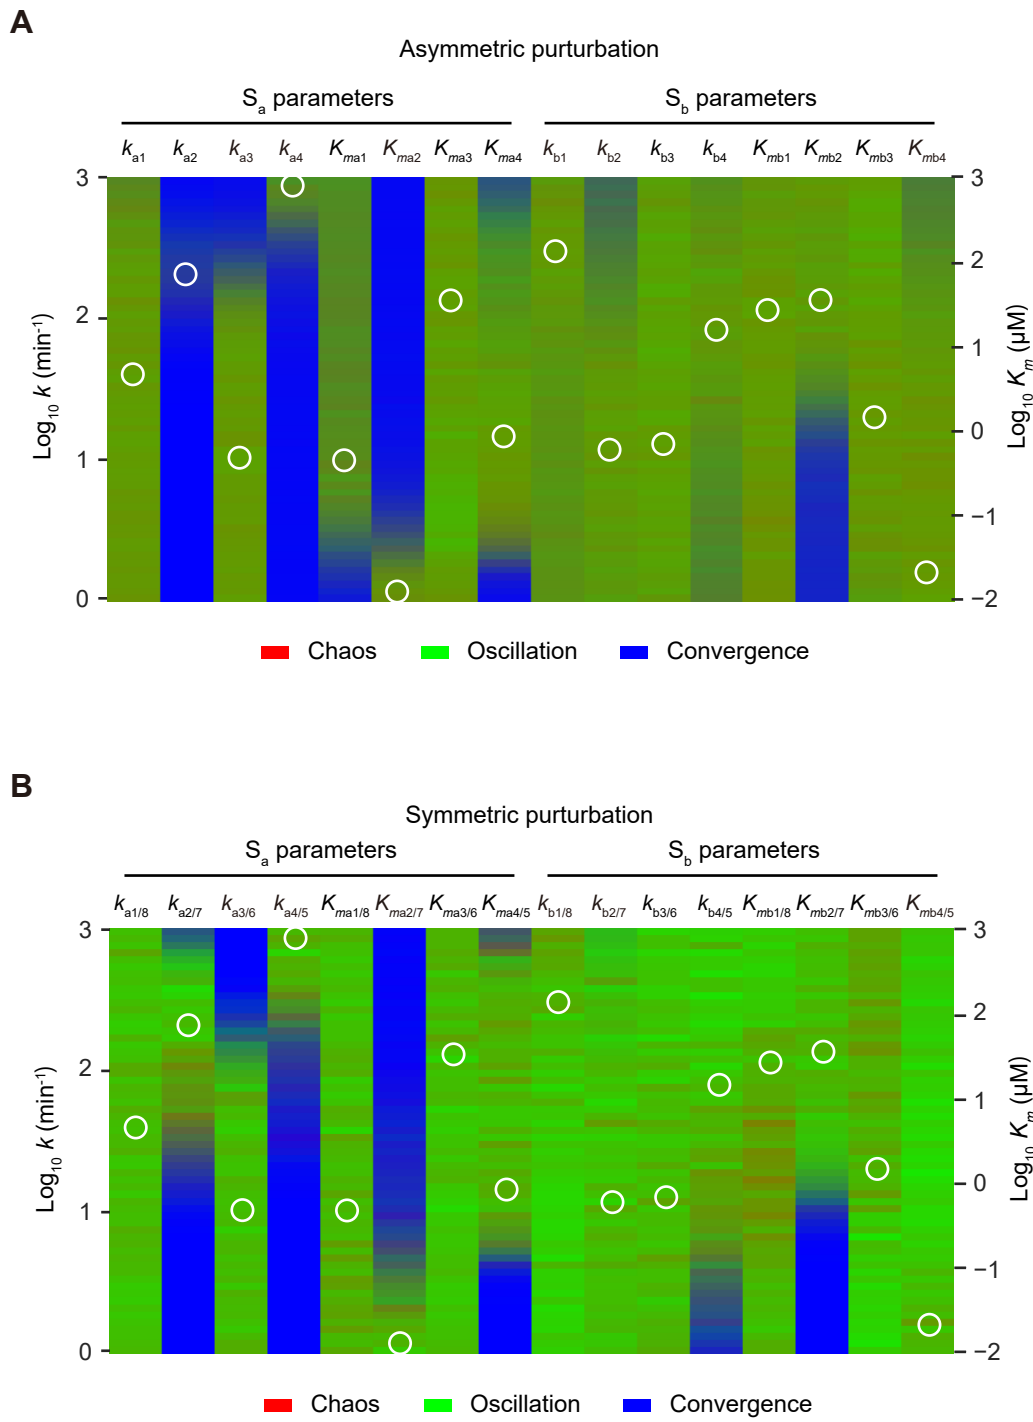 A
Asymmetric purturbation
Sa parameters Sb parameters
ka1 ka2 ka3 ka4 Kma1 Kma2 Kma3 Kma4 kb1 kb2 kb3 kb4 Kmb1 Kmb2 Kmb3 Kmb4
3 3
2
2 1
0
1 −1
0 −2
Log10 k (min-1)
Log10 Km (μM)
Chaos Oscillation Convergence
B
Symmetric purturbation
Sa parameters Sb parameters
ka1/8 ka2/7 ka3/6 ka4/5 Kma1/8 Kma2/7 Kma3/6 Kma4/5 kb1/8 kb2/7 kb3/6 kb4/5 Kmb1/8 Kmb2/7 Kmb3/6 Kmb4/5
3 3
2
2 1
0
1 −1
0 −2
Log10 k (min-1)
Log10 Km (μM)
Chaos Oscillation Convergence